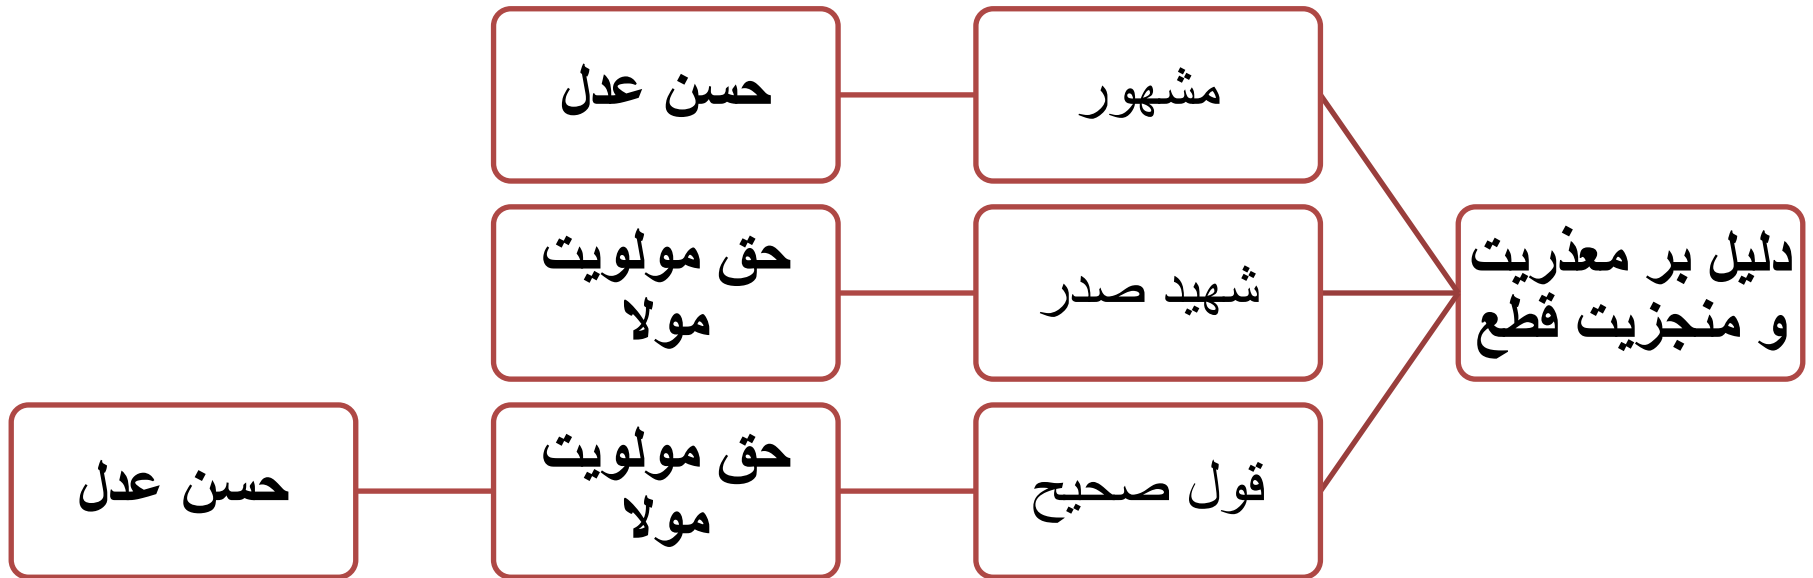 دلیل بر معذریت
و منجزیت قطع
مشهور
حسن عدل
شهید صدر
حق مولویت
مولا
قول صحیح
حق مولویت
مولا
حسن عدل